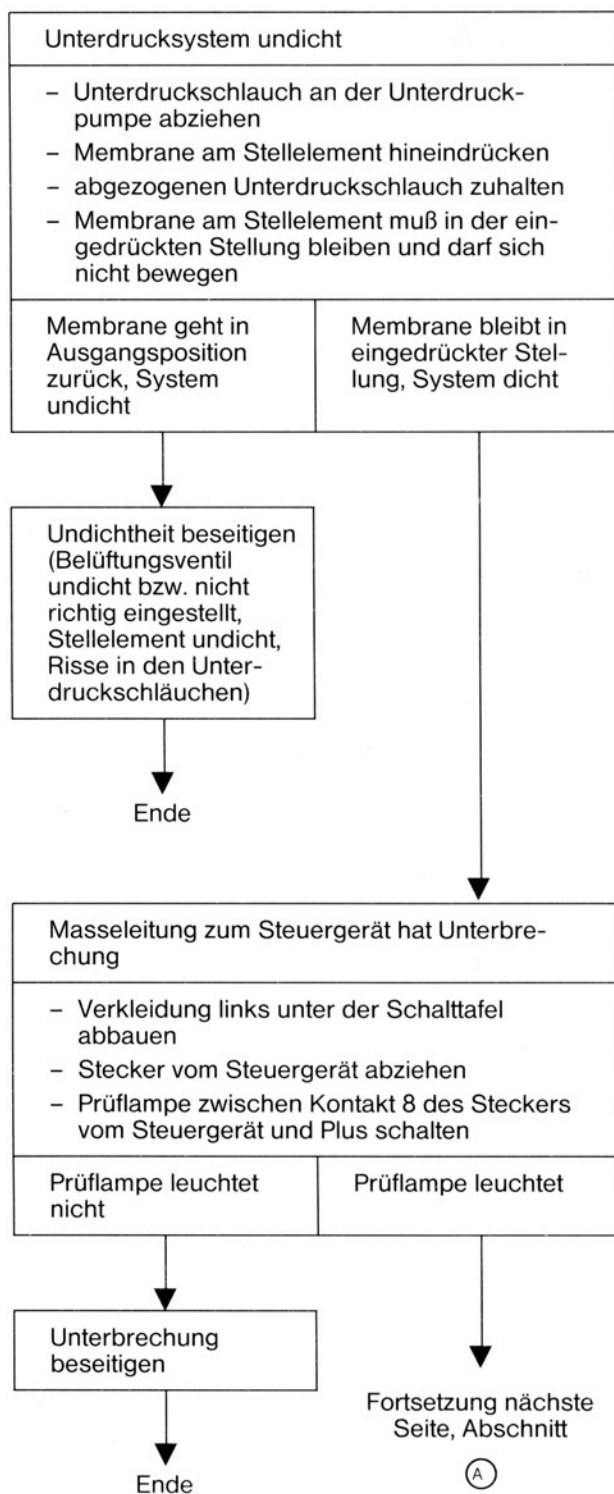 Unterdrucksystem undicht
– Unterdruckschlauch an der Unterdruck-
pumpe abziehen
– Membrane am Stellelement hineindrücken
– abgezogenen Unterdruckschlauch zuhalten
– Membrane am Stellelement muß in der ein-
gedrückten Stellung bleiben und darf sich
nicht bewegen
Membrane geht in
Ausgangsposition
zurück, System
undicht
Membrane bleibt in
eingedrückter Stel-
lung, System dicht
Undichtheit beseitigen
(Belüftungsventil
undicht bzw. nicht
richtig eingestellt,
Stellelement undicht,
Risse in den Unter-
druckschläuchen)
Ende
Masseleitung zum Steuergerät hat Unterbre-
chung
– Verkleidung links unter der Schalttafel
abbauen
– Stecker vom Steuergerät abziehen
– Prüflampe zwischen Kontakt 8 des Steckers
vom Steuergerät und Plus schalten
Prüflampe leuchtet
nicht
Prüflampe leuchtet
Unterbrechung
beseitigen
Ende
Fortsetzung nächste
Seite, Abschnitt
A